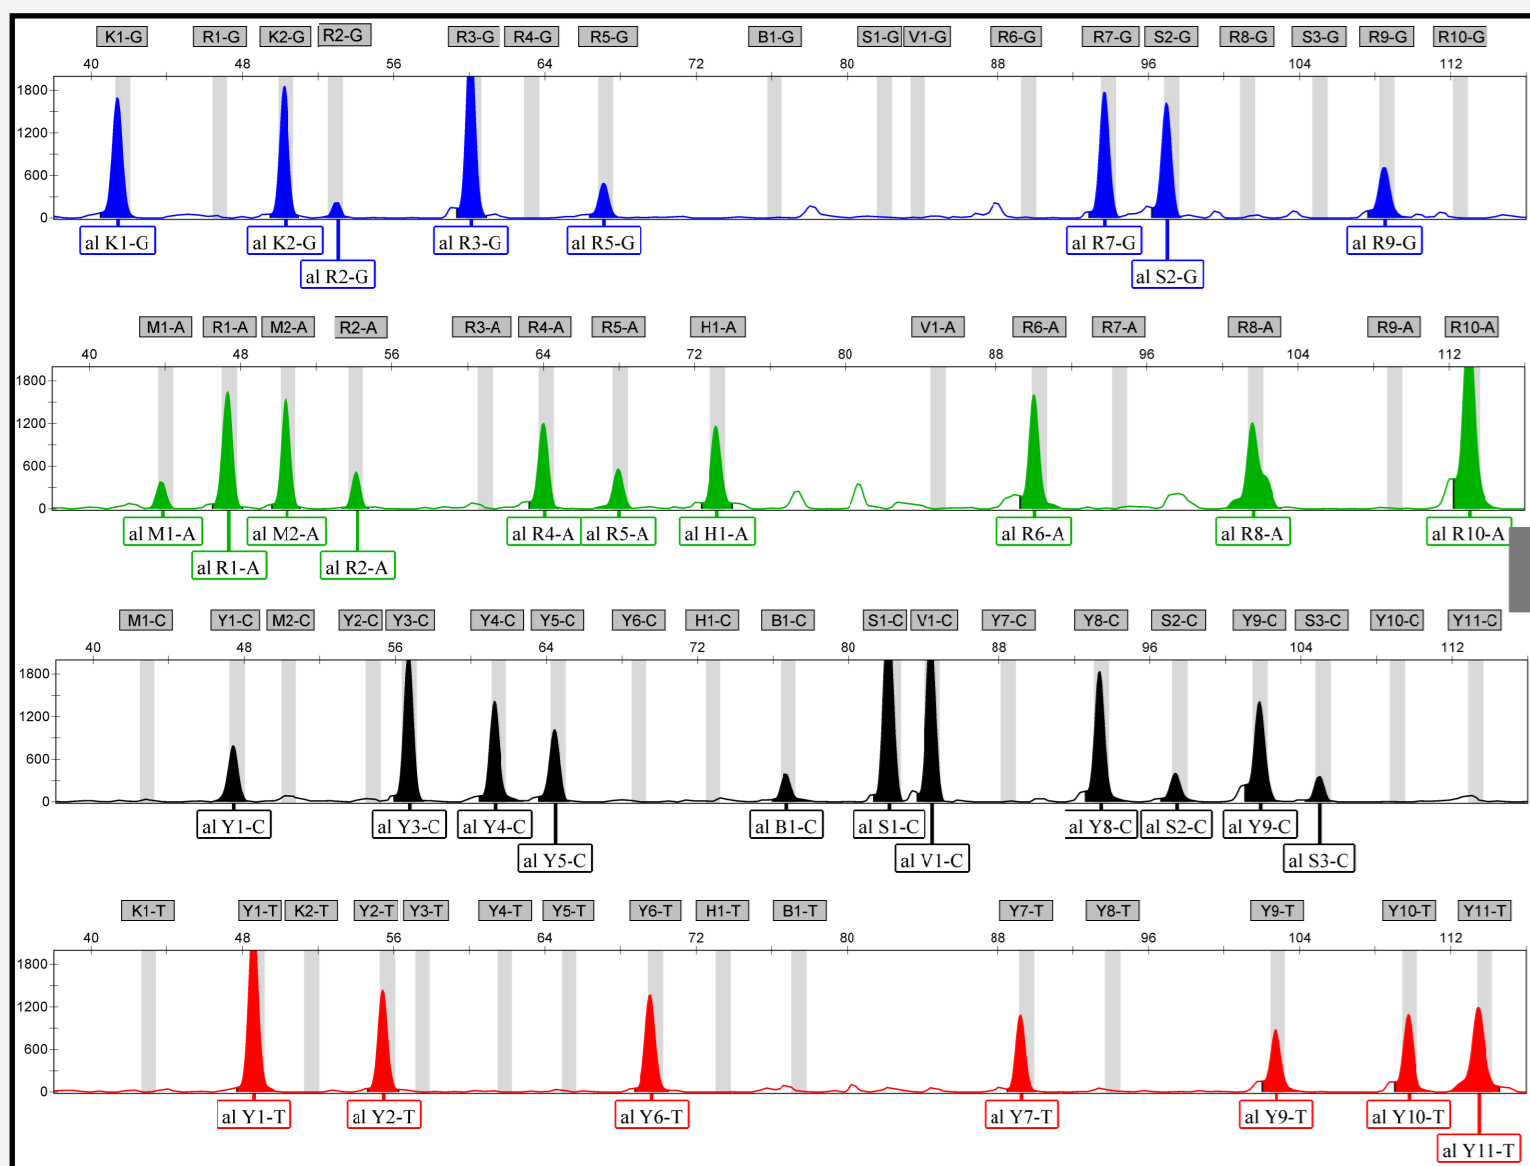 K1-G R1-G K2-G R2-G R3-G R4-G R5-G B1-G S1-G V1-G R6-G R7-G S2-G R8-G S3-G R9-G R10-G
40 48 56 64 72 80 88 96 104 112
1800
1200
600
0
al K1-G al K2-G al R3-G al R5-G al R7-G al R9-G
al R2-G al S2-G
M1-A R1-A M2-A R2-A R3-A R4-A R5-A H1-A V1-A R6-A R7-A R8-A R9-A R10-A
40 48 56 64 72 80 88 96 104 112
1800
1200
600
0
al M1-A al M2-A al R4-A al R5-A al H1-A al R6-A al R8-A al R10-A
al R1-A al R2-A
M1-C Y1-C M2-C Y2-C Y3-C Y4-C Y5-C Y6-C H1-C B1-C S1-C V1-C Y7-C Y8-C S2-C Y9-C S3-C Y10-C Y11-C
40 48 56 64 72 80 88 96 104 112
1800
1200
600
0
al Y1-C al Y3-C al Y4-C al B1-C al S1-C al Y8-C al S2-C al Y9-C
al Y5-C al V1-C al S3-C
K1-T Y1-T K2-T Y2-T Y3-T Y4-T Y5-T Y6-T H1-T B1-T Y7-T Y8-T Y9-T Y10-T Y11-T
40 48 56 64 72 80 88 96 104 112
1800
1200
600
0
al Y1-T al Y2-T al Y6-T al Y7-T al Y9-T al Y10-T
al Y11-T